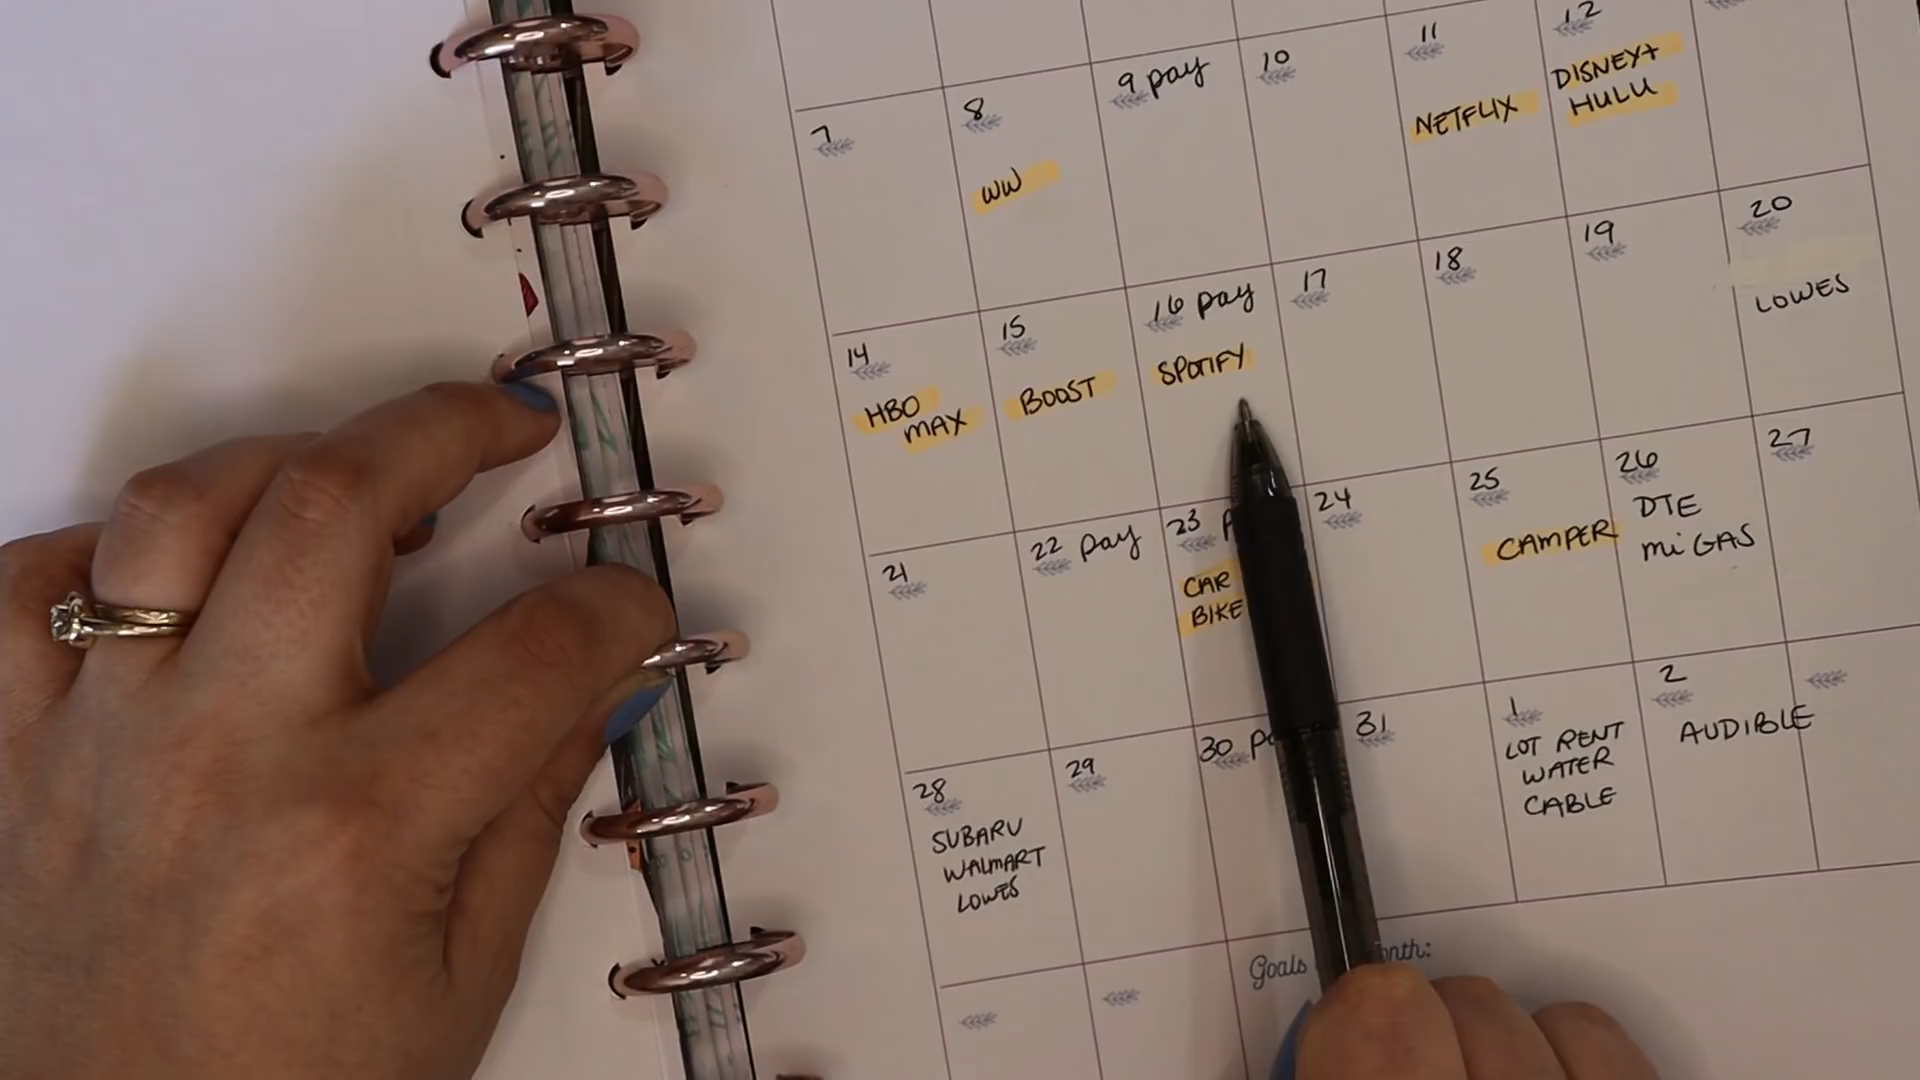 7
8
WW
9 pay
10
11
NETFLIX
12
DISNEY+
HULU
14
HBO
MAX
15
BOOST
16 pay
SPOTIFY
17
18
19
20
LOWES
21
22 pay
23
CAR
BIKE
24
25
CAMPER
26
DTE
mi GAS
27
28
SUBARU
WALMART
LOWES
29
30
31
1
LOT RENT
WATER
CABLE
2
AUDIBLE
Goals